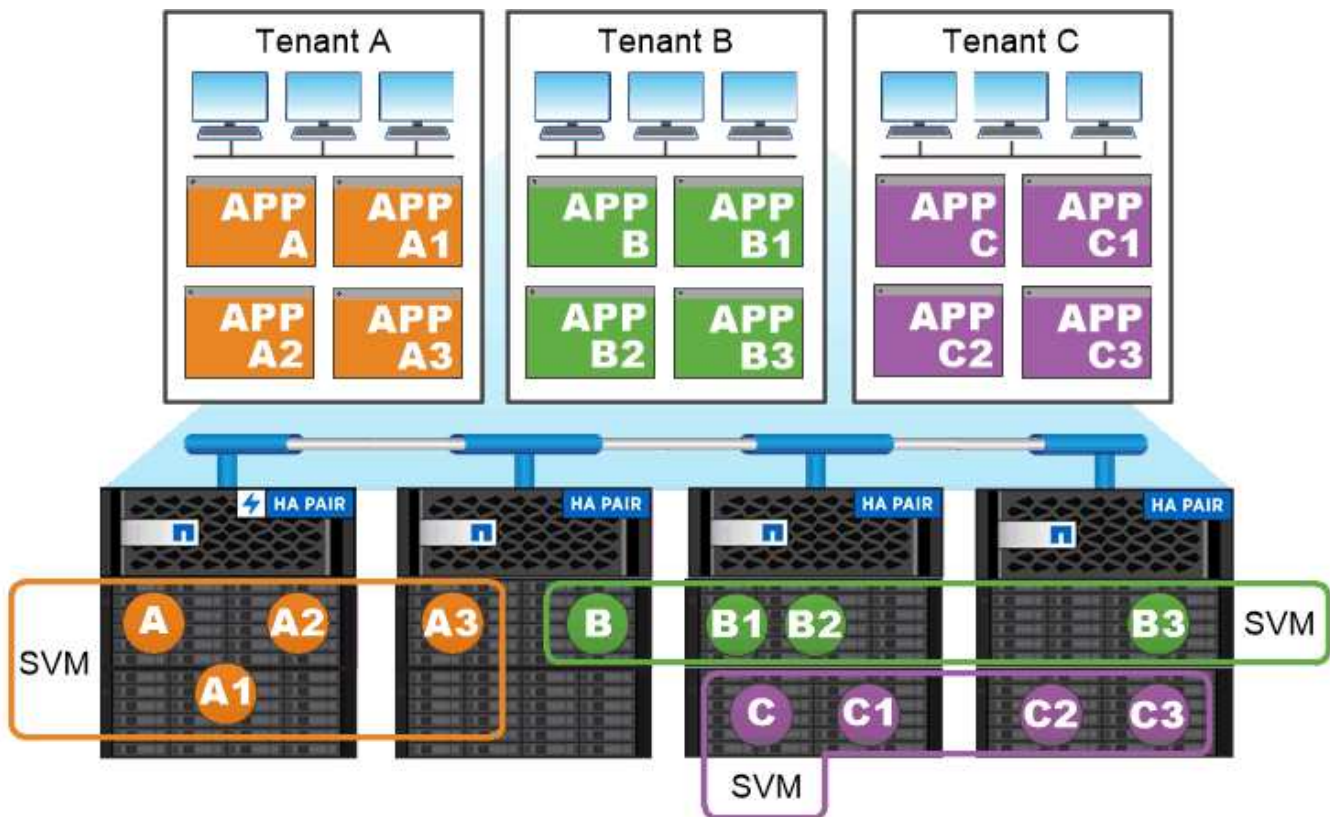 Tenant A
Tenant B
Tenant C
APP
A
APP
A1
APP
A2
APP
A3
APP
B
APP
B1
APP
B2
APP
B3
APP
C
APP
C1
APP
C2
APP
C3
HA PAIR
HA PAIR
HA PAIR
HA PAIR
SVM
A
A2
A1
A3
B
B1
B2
B3
SVM
C
C1
C2
C3
SVM